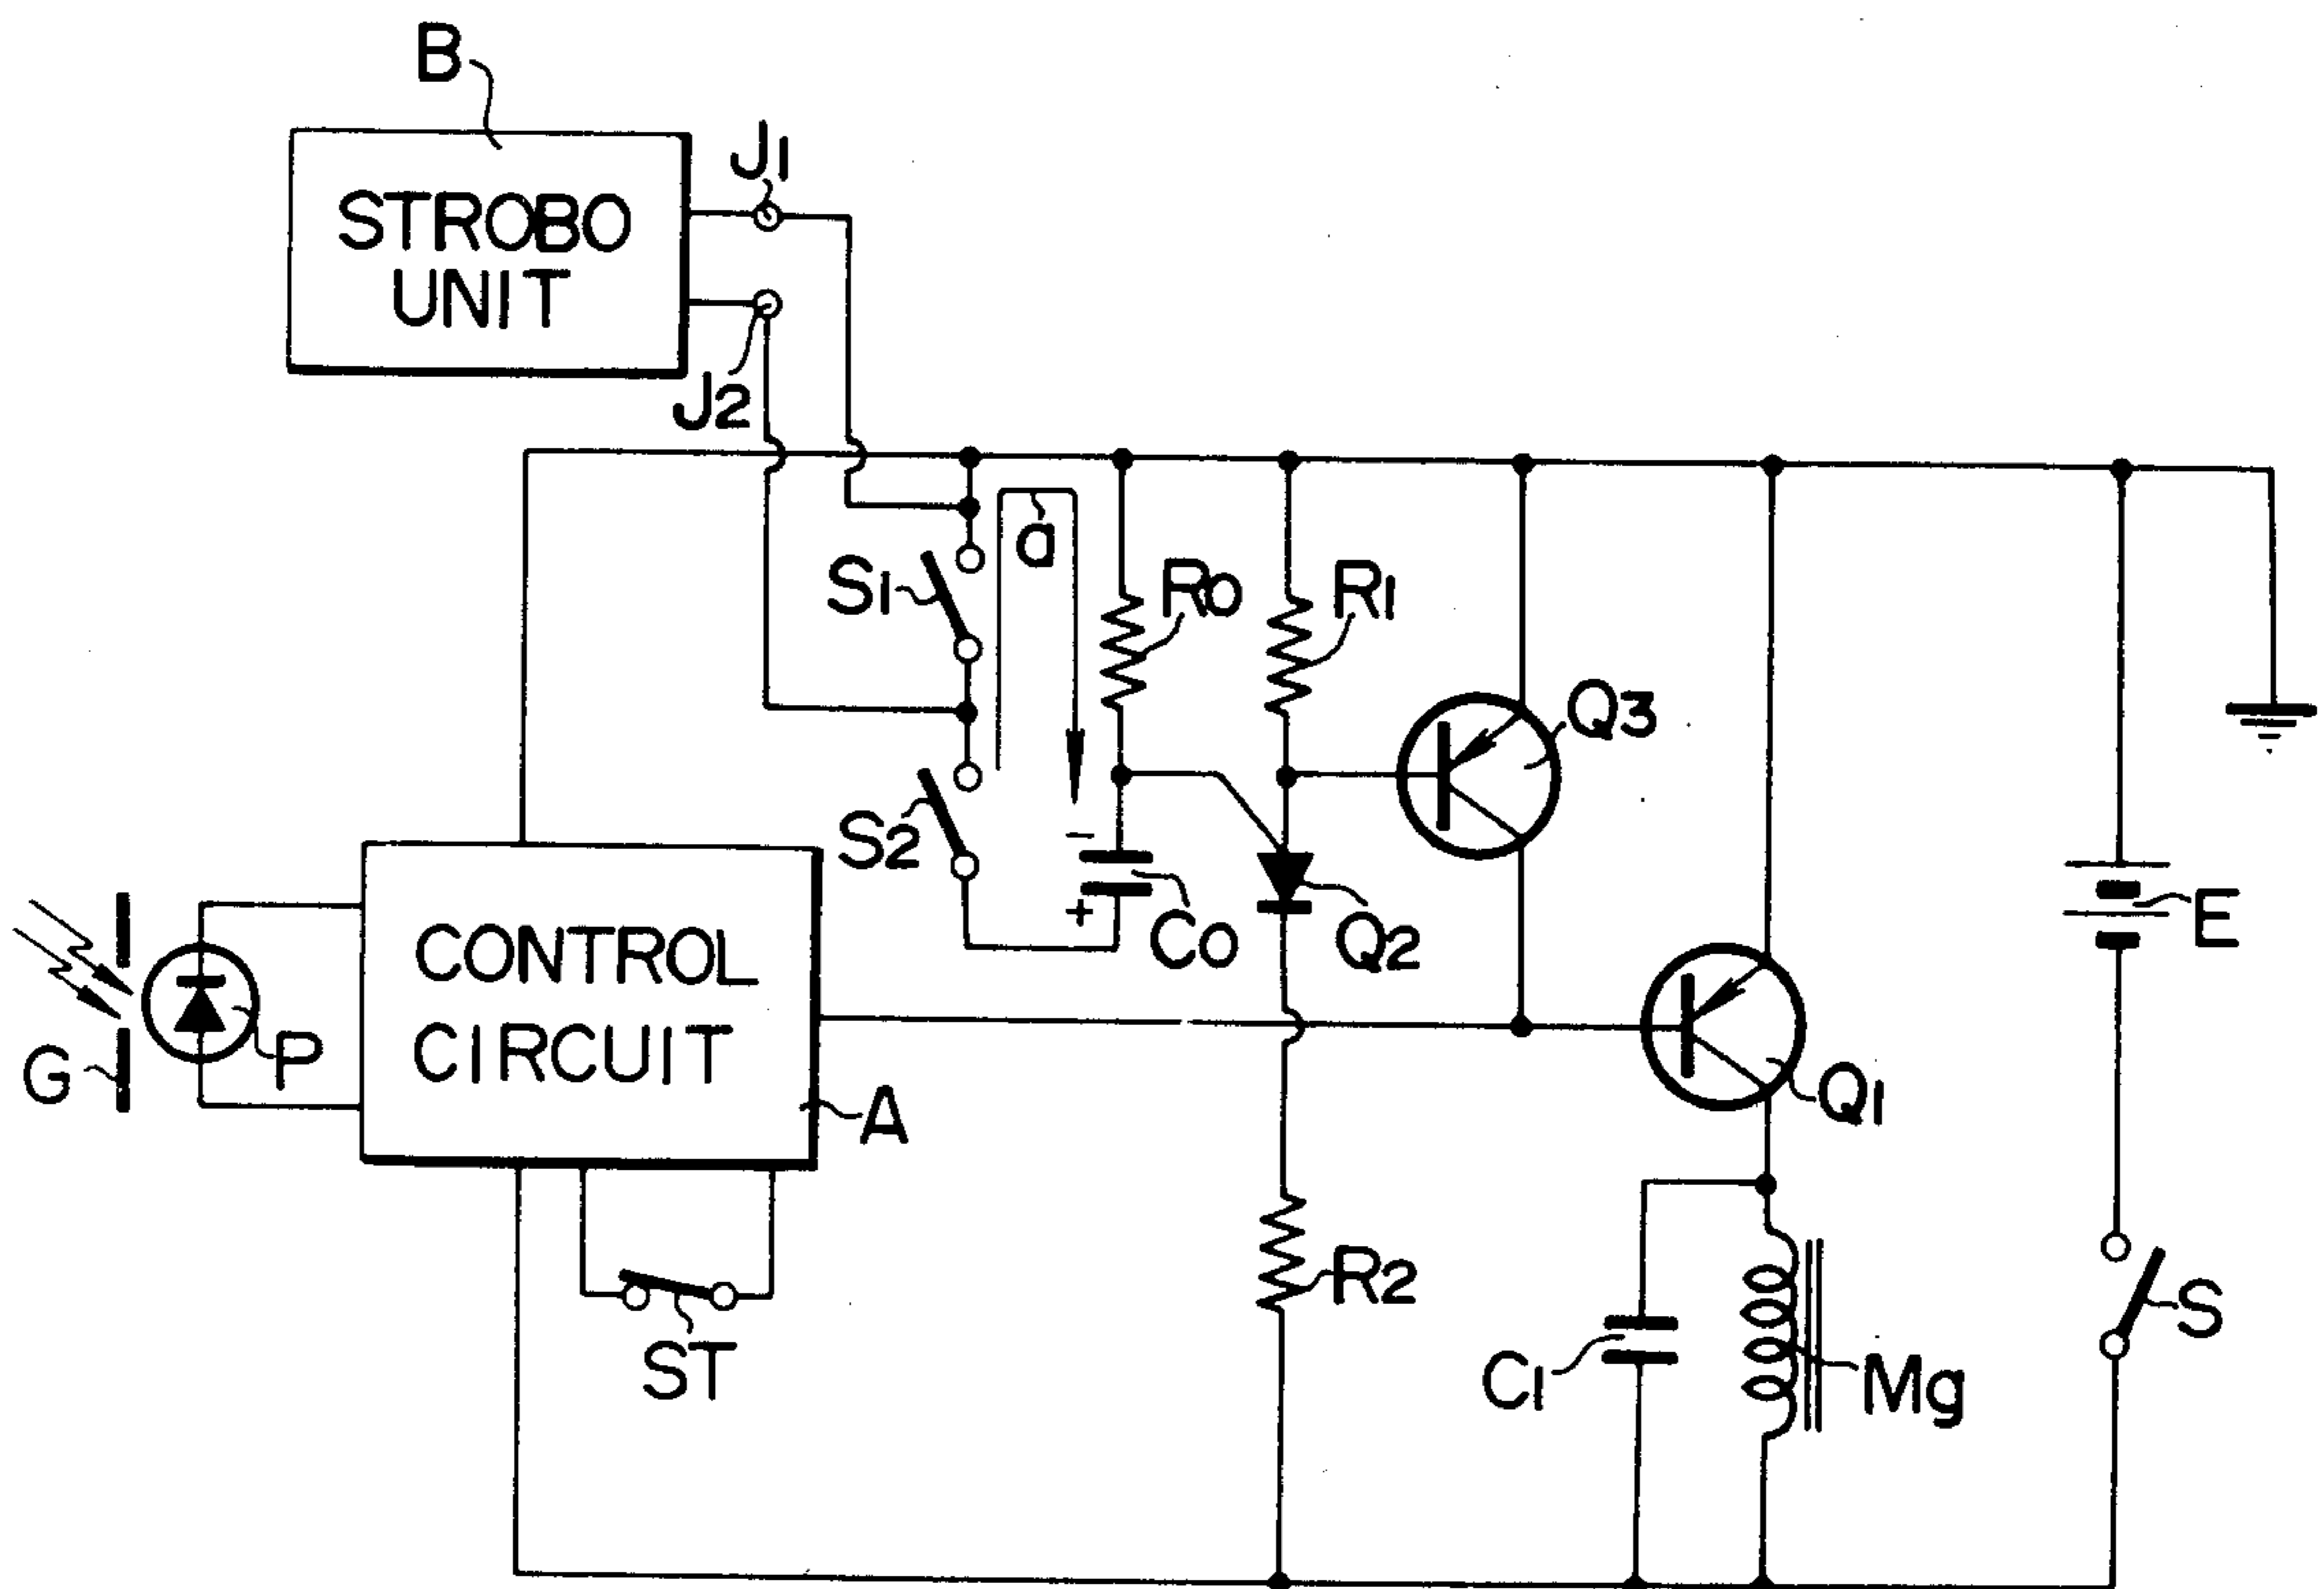 B
STROBO
UNIT
J1
J2
a
S1
R0
R1
Q3
S2
-
+
C0
Q2
E
CONTROL
CIRCUIT
G
P
A
Q1
R2
S
ST
C1
Mg